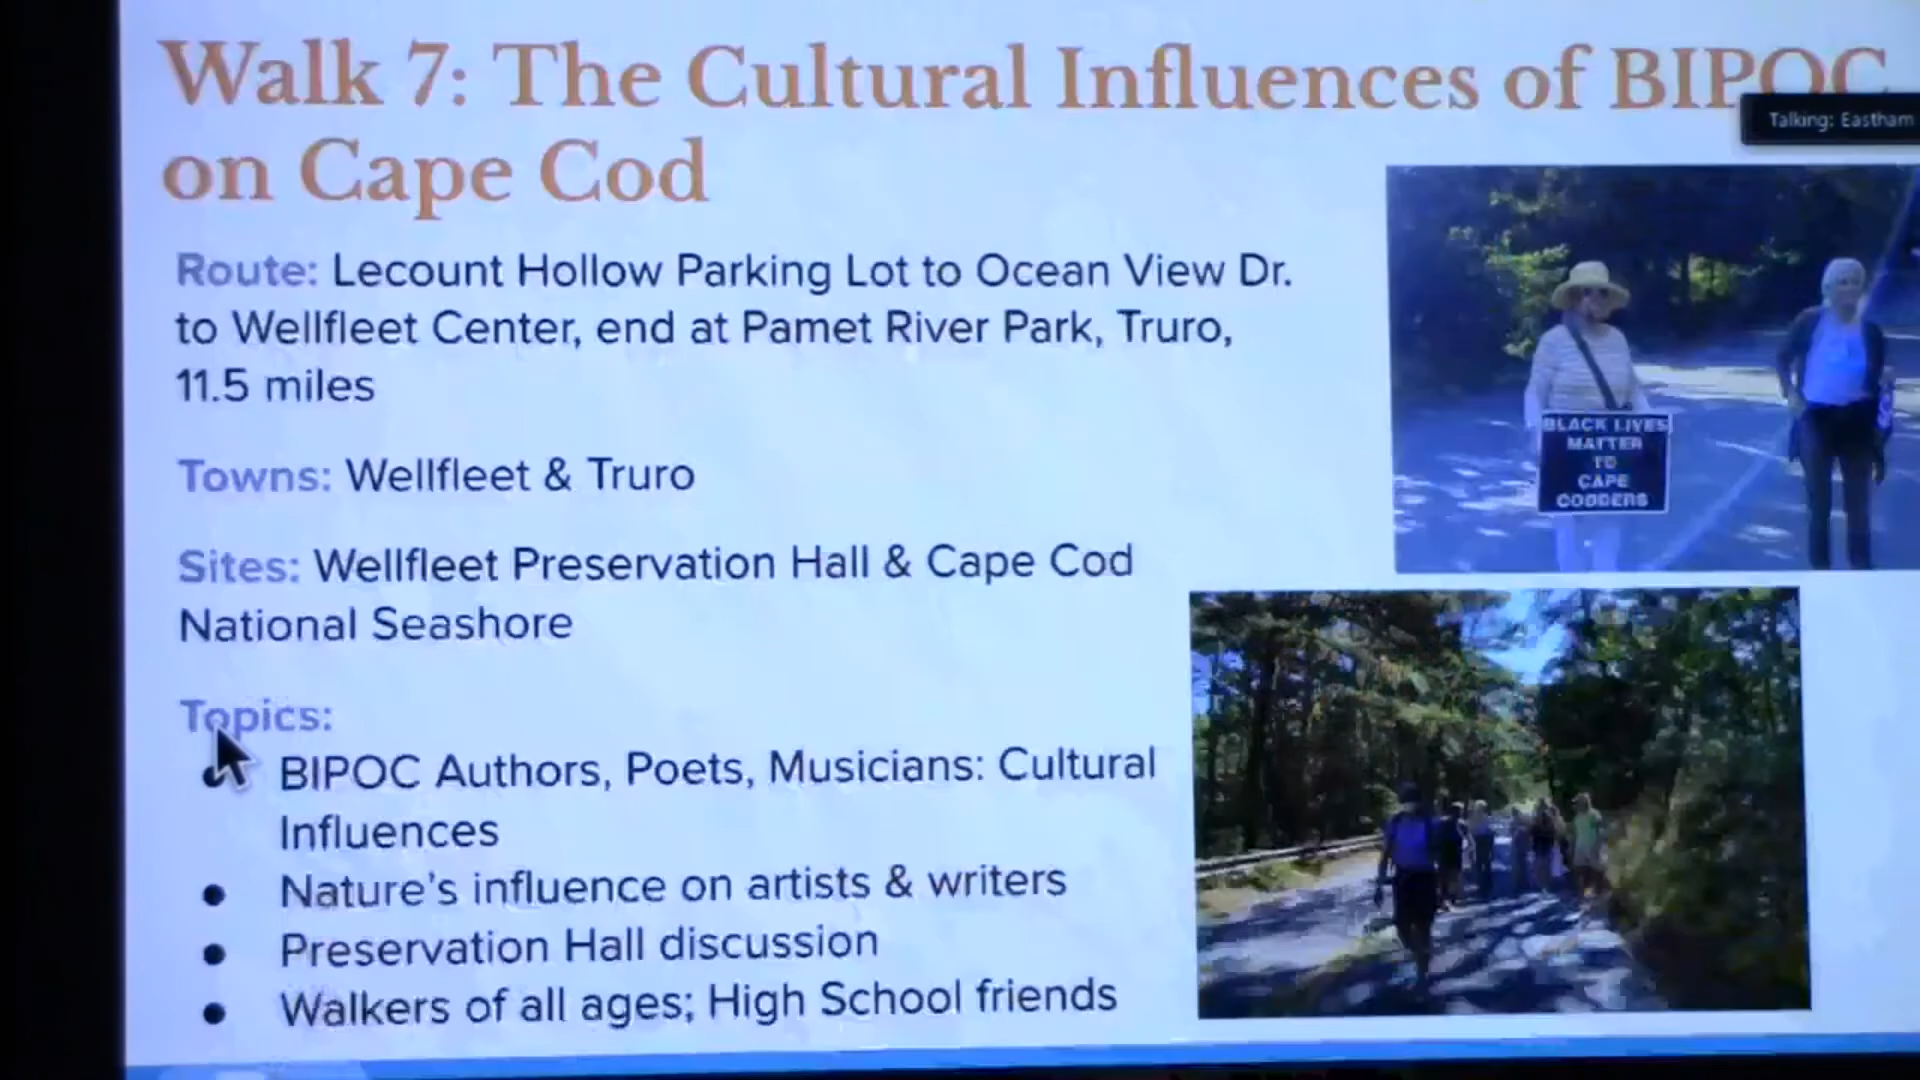 Walk 7: The Cultural Influences of BIPOC
on Cape Cod
Talking: Eastham
Route: Lecount Hollow Parking Lot to Ocean View Dr.
to Wellfleet Center, end at Pamet River Park, Truro,
11.5 miles
Towns: Wellfleet & Truro
Sites: Wellfleet Preservation Hall & Cape Cod
National Seashore
Topics:
BIPOC Authors, Poets, Musicians: Cultural
Influences
Nature's influence on artists & writers
Preservation Hall discussion
Walkers of all ages; High School friends
BLACK LIVES
MATTER
TO
CAPE
CODDERS